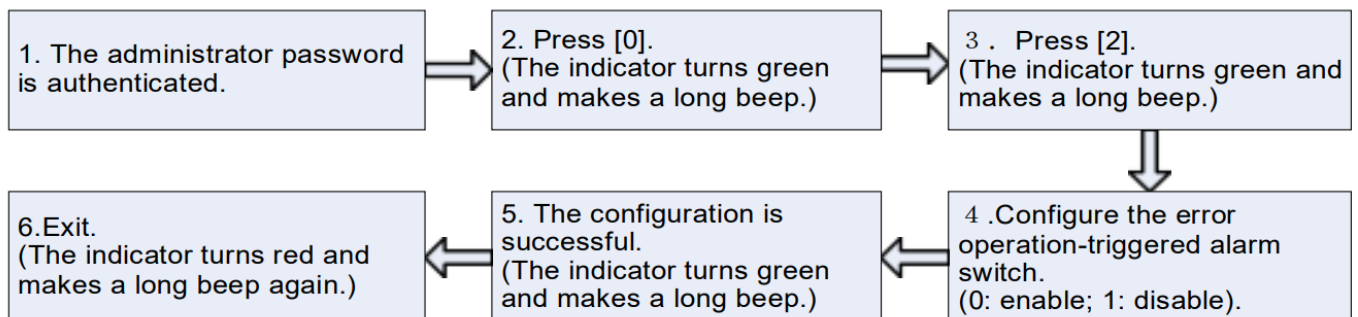 1. The administrator password
is authenticated.
2. Press [0].
(The indicator turns green
and makes a long beep.)
3． Press [2].
(The indicator turns green and
makes a long beep.)
4 .Configure the error
operation-triggered alarm
switch.
(0: enable; 1: disable).
5. The configuration is
successful.
(The indicator turns green
and makes a long beep.)
6.Exit.
(The indicator turns red and
makes a long beep again.)